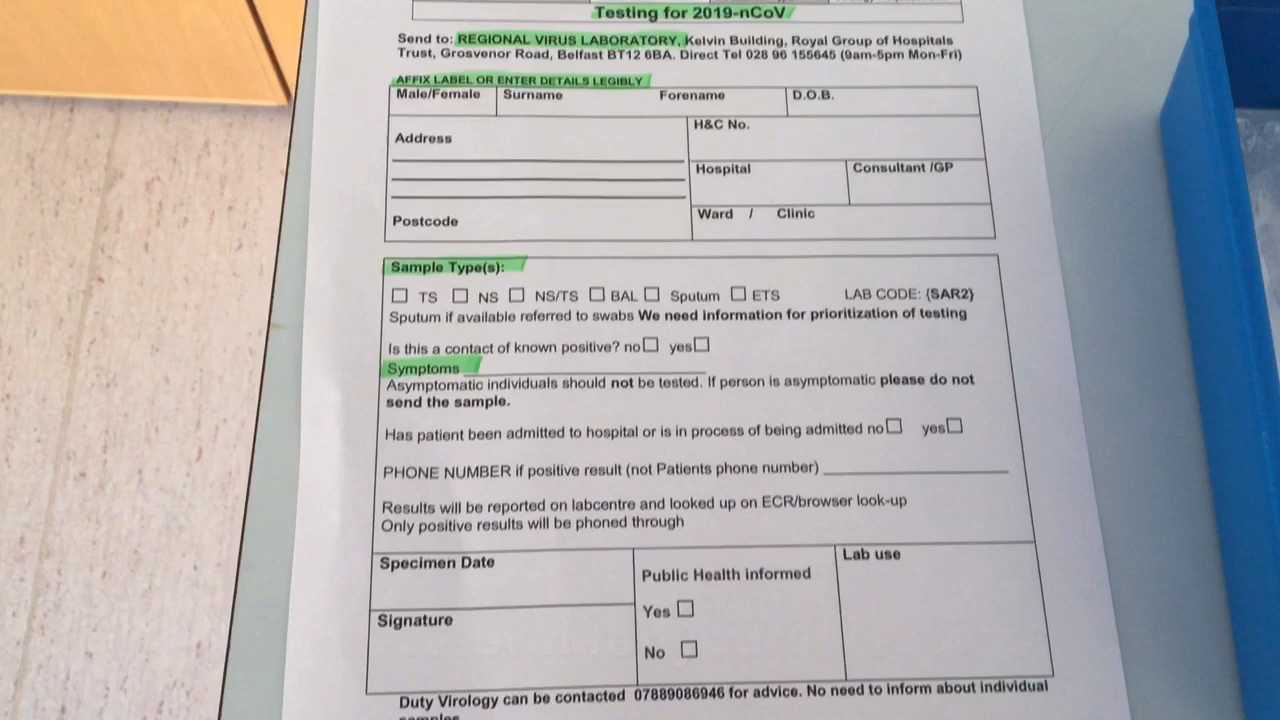 Testing for 2019-nCoV
Send to: REGIONAL VIRUS LABORATORY, Kelvin Building, Royal Group of Hospitals
Trust, Grosvenor Road, Belfast BT12 6BA. Direct Tel 028 96 155645 (9am-5pm Mon-Fri)
AFFIX LABEL OR ENTER DETAILS LEGIBLY
Male/Female Surname Forename D.O.B.
Address H&C No.
Hospital Consultant /GP
Postcode Ward / Clinic
Sample Type(s):
TS NS NS/TS BAL Sputum ETS LAB CODE: {SAR2}
Sputum if available referred to swabs We need information for prioritization of testing
Is this a contact of known positive? no yes
Symptoms
Asymptomatic individuals should not be tested. If person is asymptomatic please do not
send the sample.
Has patient been admitted to hospital or is in process of being admitted no yes
PHONE NUMBER if positive result (not Patients phone number)
Results will be reported on labcentre and looked up on ECR/browser look-up
Only positive results will be phoned through
Specimen Date Public Health informed Lab use
Yes
Signature
No
Duty Virology can be contacted 07889086946 for advice. No need to inform about individual
samples